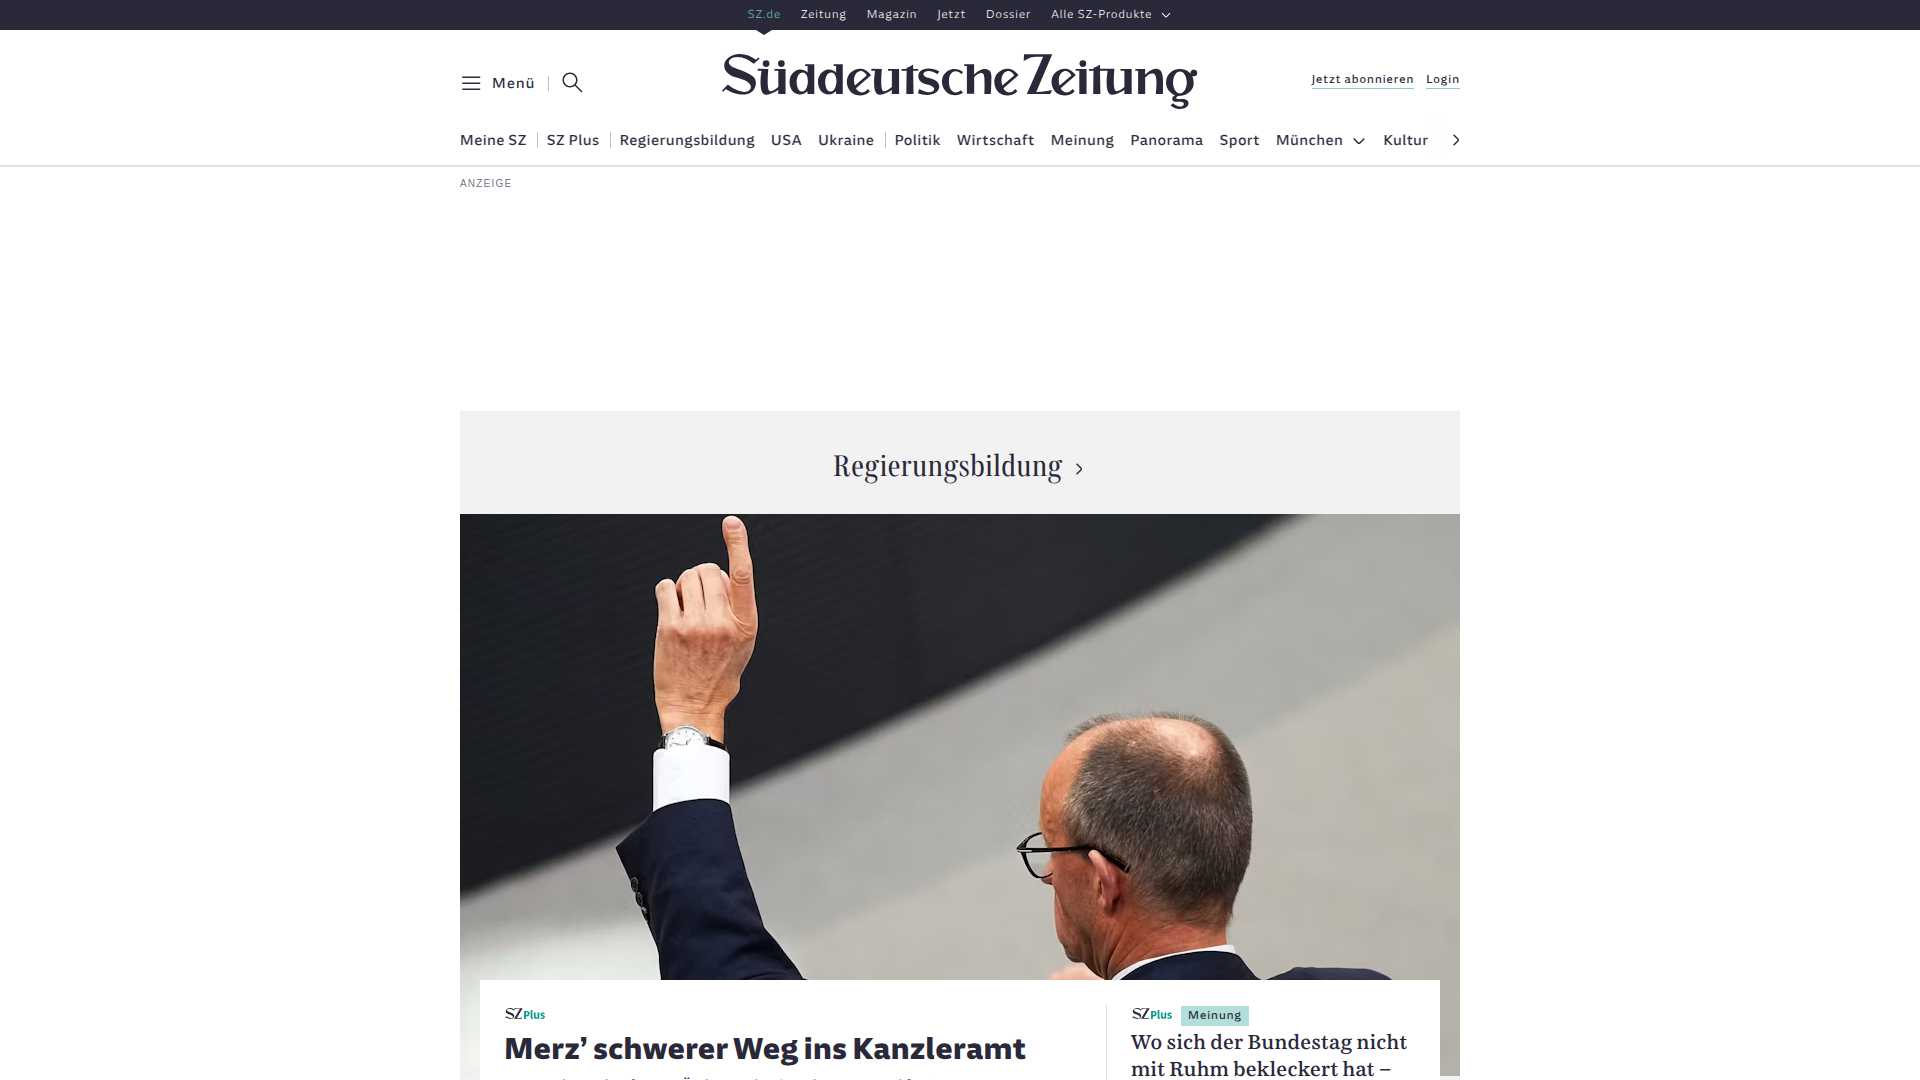 SZ.de Zeitung Magazin Jetzt Dossier Alle SZ-Produkte
Menü
Süddeutsche Zeitung
Jetzt abonnieren Login
Meine SZ SZ Plus Regierungsbildung USA Ukraine Politik Wirtschaft Meinung Panorama Sport München Kultur
ANZEIGE
Regierungsbildung
SZ Plus
Merz’ schwerer Weg ins Kanzleramt
SZ Plus Meinung
Wo sich der Bundestag nicht
mit Ruhm bekleckert hat –